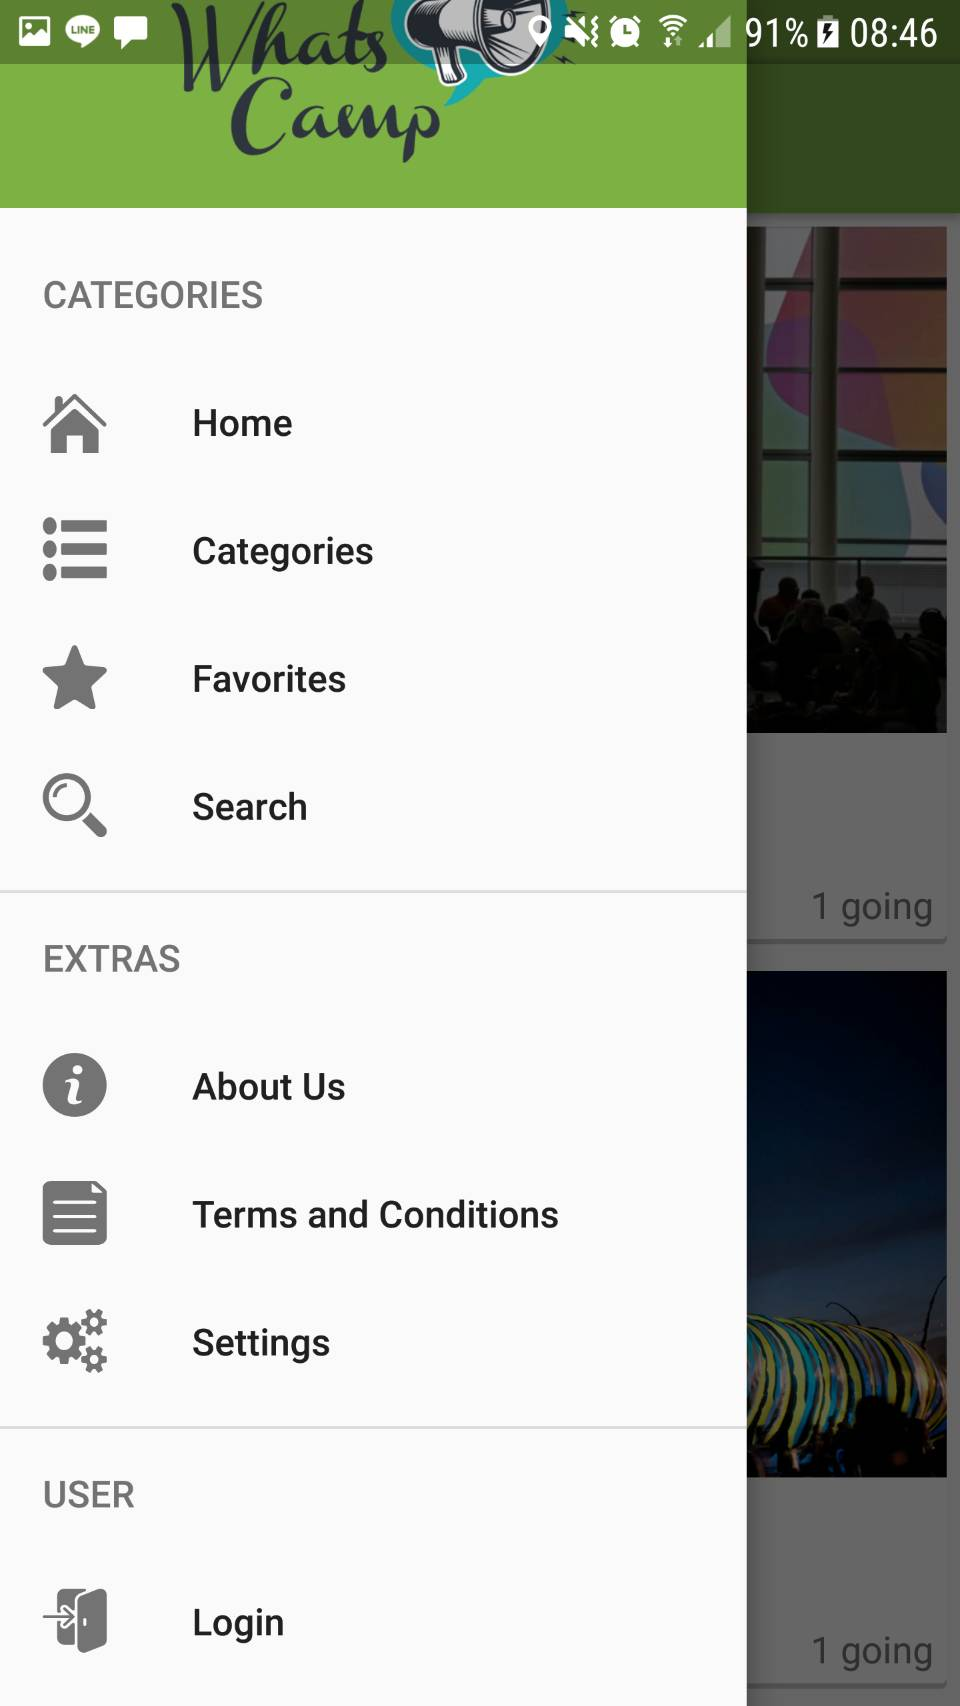 LINE 91% 08:46
Whats
Camp
CATEGORIES
Home
Categories
Favorites
Search
1 going
EXTRAS
About Us
Terms and Conditions
Settings
USER
Login
1 going